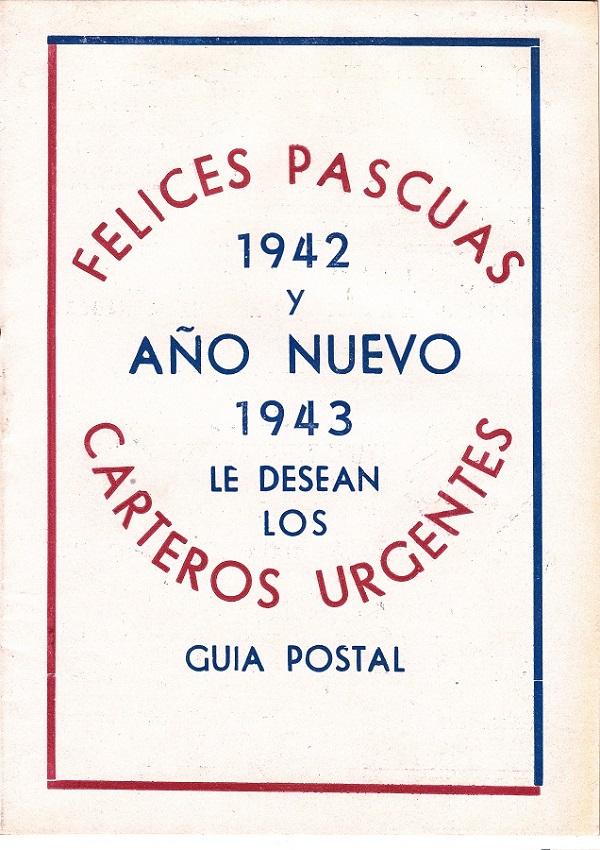 FELICES PASCUAS
1942
Y
AÑO NUEVO
1943
LE DESEAN
LOS
CARTEROS URGENTES
GUIA POSTAL